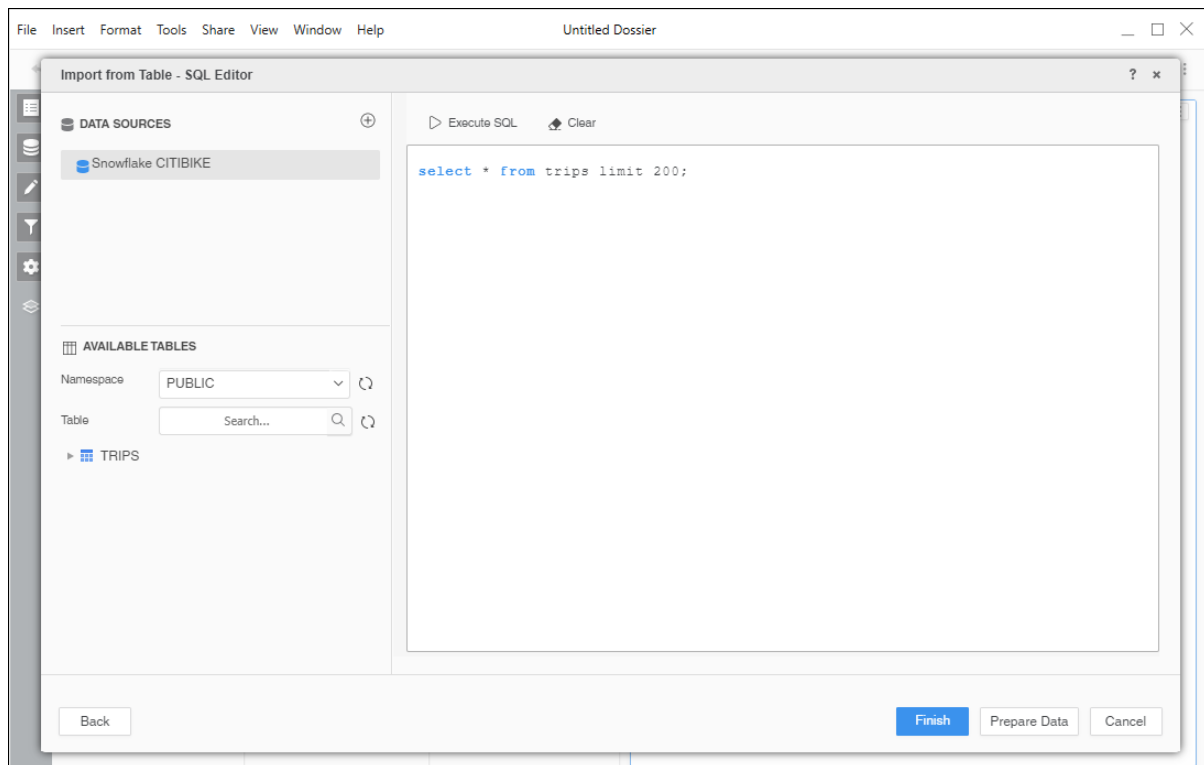 File Insert Format Tools Share View Window Help
Untitled Dossier
Import from Table - SQL Editor
? ×
DATA SOURCES
Execute SQL Clear
Snowflake CITIBIKE
select * from trips limit 200;
AVAILABLE TABLES
Namespace PUBLIC
Table Search...
TRIPS
Back
Finish Prepare Data Cancel